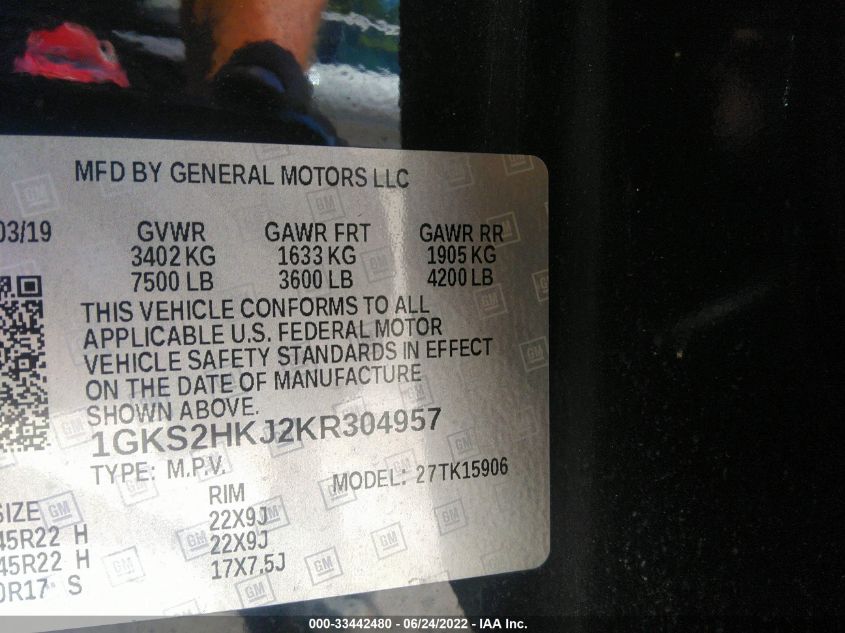 MFD BY GENERAL MOTORS LLC
03/19 GVWR GAWR FRT GAWR RR
3402 KG 1633 KG 1905 KG
7500 LB 3600 LB 4200 LB
THIS VEHICLE CONFORMS TO ALL
APPLICABLE U.S. FEDERAL MOTOR
VEHICLE SAFETY STANDARDS IN EFFECT
ON THE DATE OF MANUFACTURE
SHOWN ABOVE.
1GKS2HKJ2KR304957
TYPE: M.P.V. MODEL: 27TK15906
SIZE RIM
45R22 H 22X9J
45R22 H 22X9J
0R17 S 17X7.5J
000-33442480 - 06/24/2022 - IAA Inc.